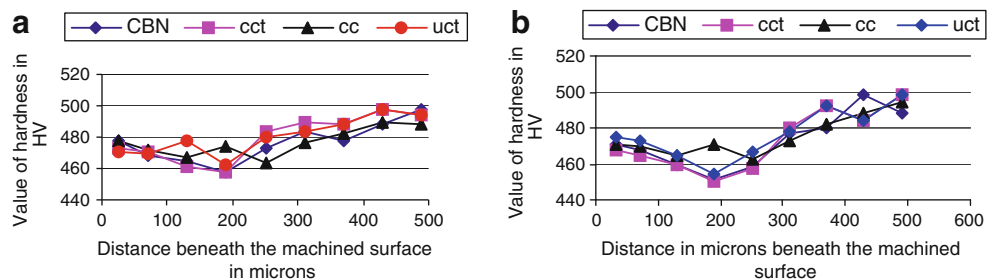 a
CBN cct cc uct
Value of hardness in
HV
520
500
480
460
440
0 100 200 300 400 500
Distance beneath the machined surface
in microns
b
CBN cct cc uct
Value of hardness in
HV
520
500
480
460
440
0 100 200 300 400 500 600
Distance in microns beneath the machined
surface